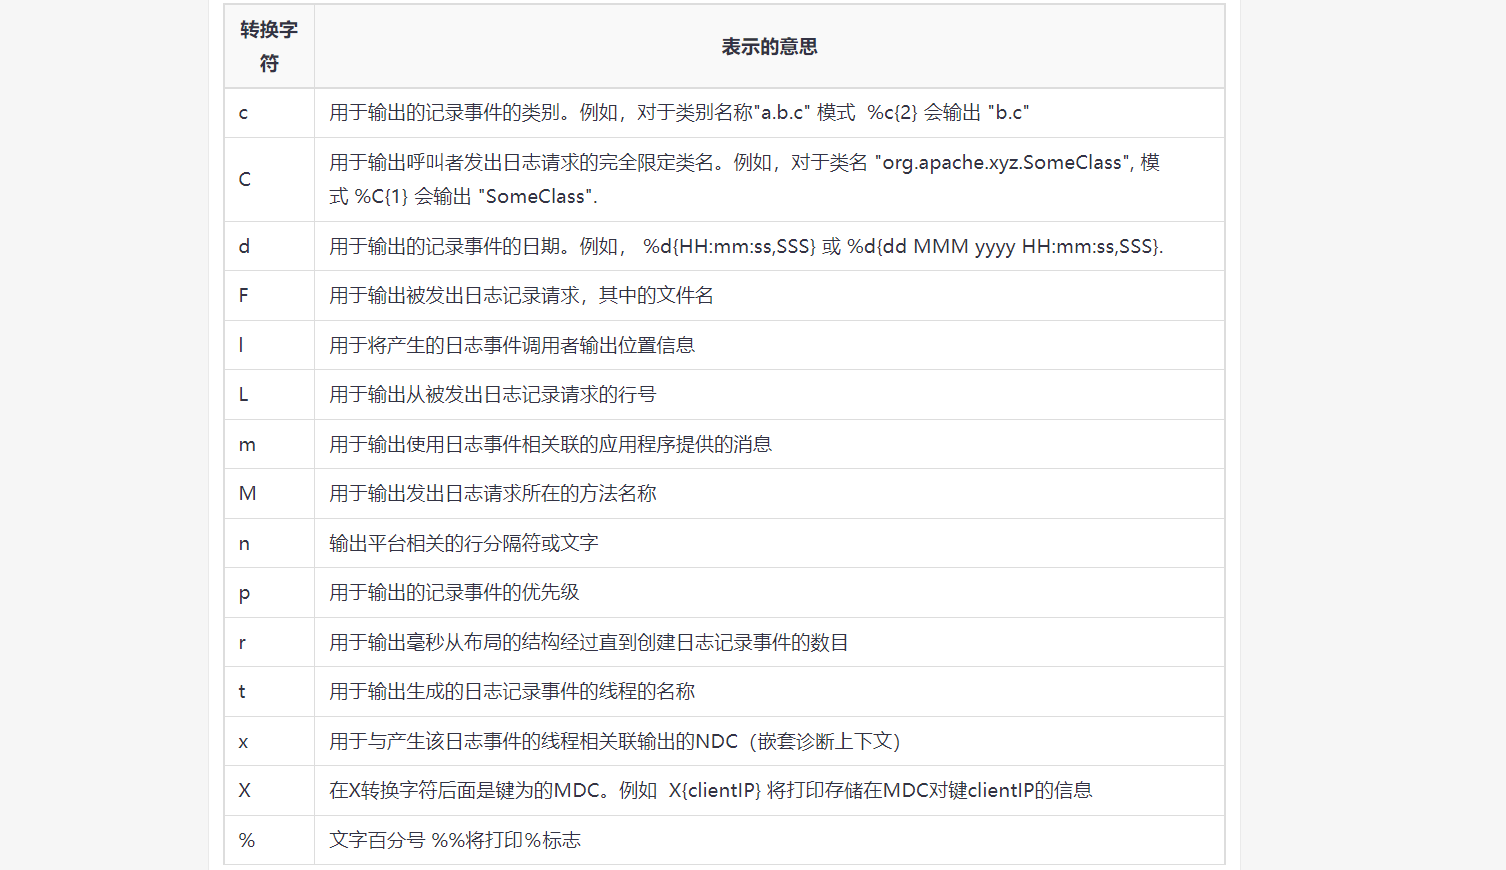 转换字
符
表示的意思
c
用于输出的记录事件的类别。例如，对于类别名称"a.b.c" 模式 %c{2} 会输出 "b.c"
C
用于输出呼叫者发出日志请求的完全限定类名。例如，对于类名 "org.apache.xyz.SomeClass", 模
式 %C{1} 会输出 "SomeClass".
d
用于输出的记录事件的日期。例如， %d{HH:mm:ss,SSS} 或 %d{dd MMM yyyy HH:mm:ss,SSS}.
F
用于输出被发出日志记录请求，其中的文件名
l
用于将产生的日志事件调用者输出位置信息
L
用于输出从被发出日志记录请求的行号
m
用于输出使用日志事件相关联的应用程序提供的消息
M
用于输出发出日志请求所在的方法名称
n
输出平台相关的行分隔符或文字
p
用于输出的记录事件的优先级
r
用于输出毫秒从布局的结构经过直到创建日志记录事件的数目
t
用于输出生成的日志记录事件的线程的名称
x
用于与产生该日志事件的线程相关联输出的NDC（嵌套诊断上下文）
X
在X转换字符后面是键为的MDC。例如 X{clientIP} 将打印存储在MDC对键clientIP的信息
%
文字百分号 %%将打印%标志